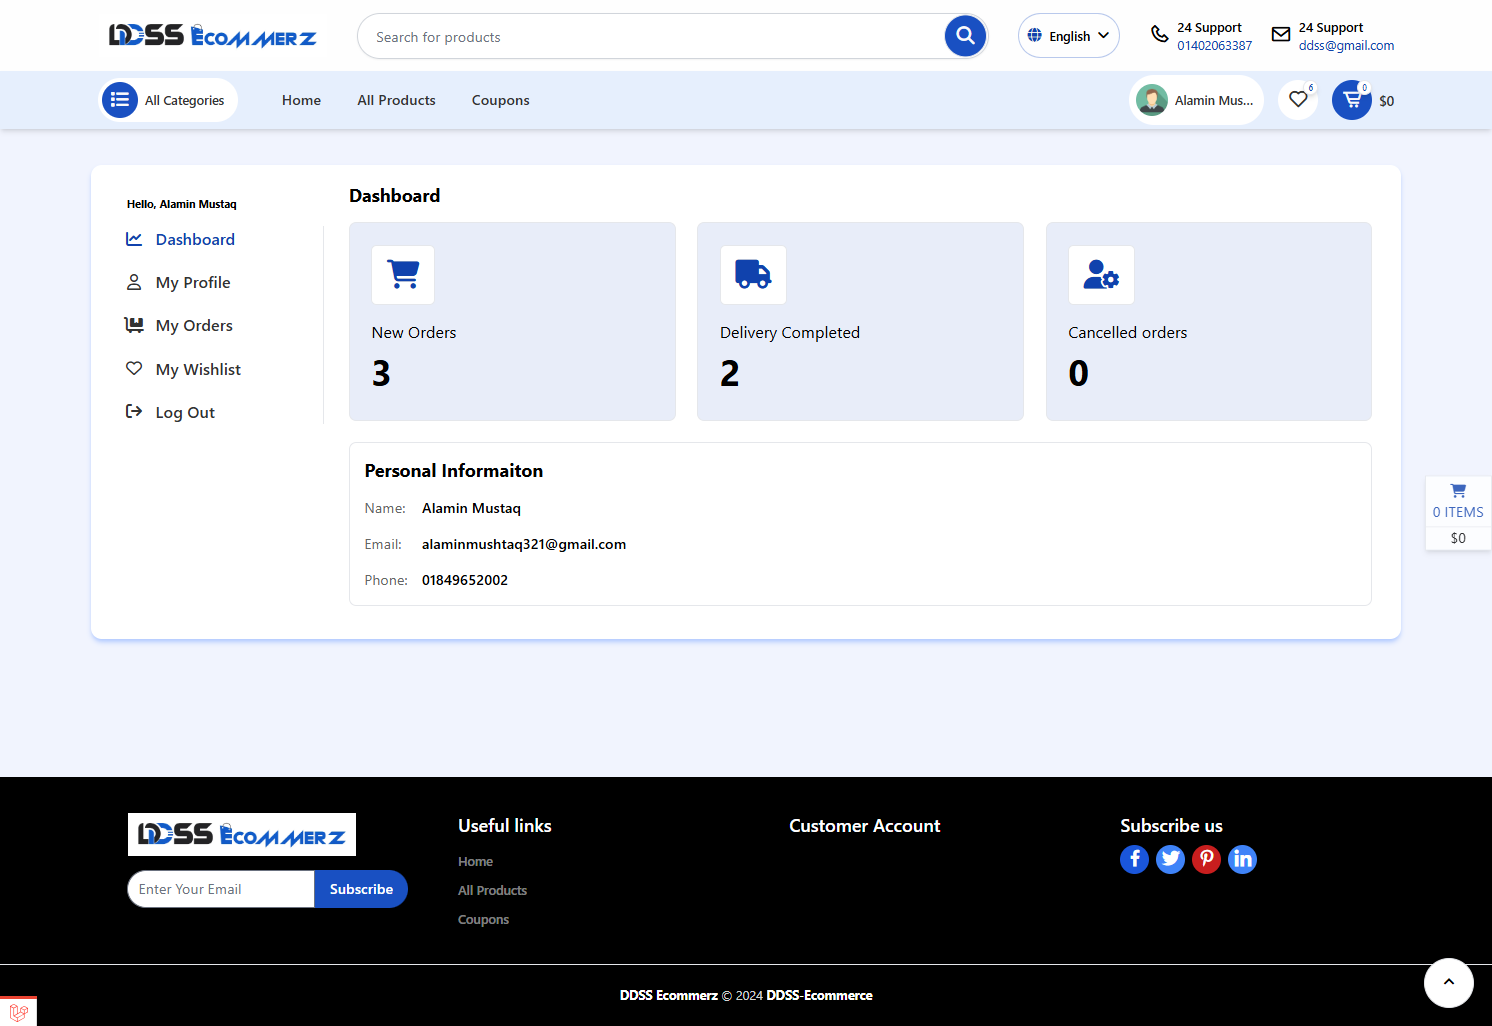 DDSS Ecommerz
Search for products
English
24 Support
01402063387
24 Support
ddss@gmail.com
All Categories
Home
All Products
Coupons
Alamin Mus...
6
0
$0
Hello, Alamin Mustaq
Dashboard
My Profile
My Orders
My Wishlist
Log Out
Dashboard
New Orders
3
Delivery Completed
2
Cancelled orders
0
Personal Informaiton
Name: Alamin Mustaq
Email: alaminmushtaq321@gmail.com
Phone: 01849652002
0 ITEMS
$0
DDSS Ecommerz
Enter Your Email
Subscribe
Useful links
Home
All Products
Coupons
Customer Account
Subscribe us
DDSS Ecommerz © 2024 DDSS-Ecommerce